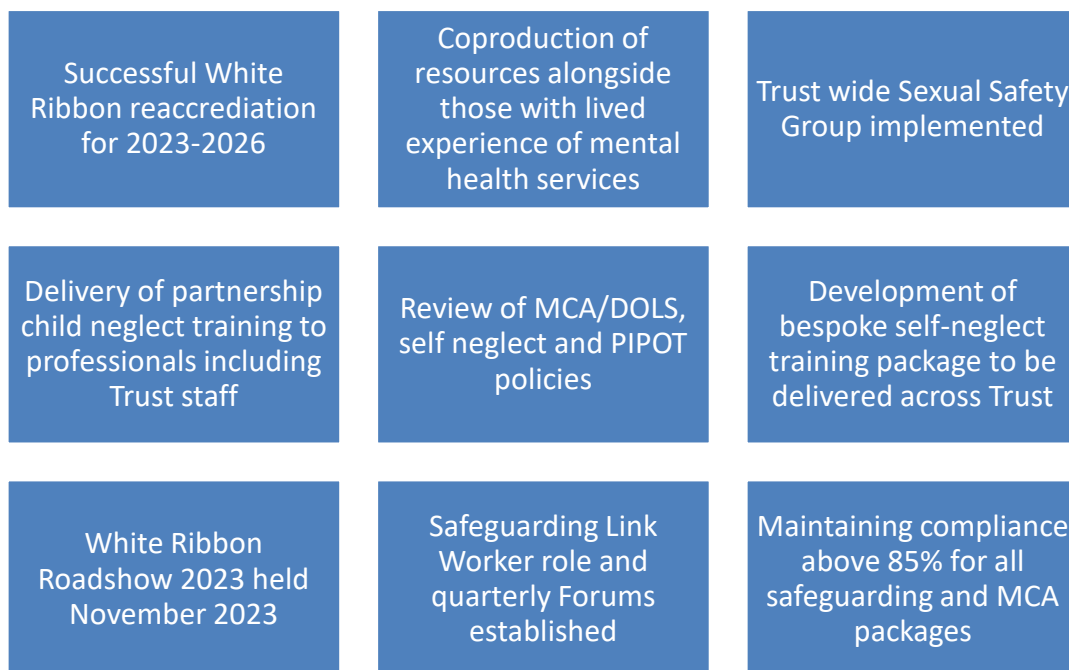 Successful White
Ribbon reaccrediation
for 2023-2026
Coproduction of
resources alongside
those with lived
experience of mental
health services
Trust wide Sexual Safety
Group implemented
Delivery of partnership
child neglect training to
professionals including
Trust staff
Review of MCA/DOLS,
self neglect and PIPOT
policies
Development of
bespoke self-neglect
training package to be
delivered across Trust
White Ribbon
Roadshow 2023 held
November 2023
Safeguarding Link
Worker role and
quarterly Forums
established
Maintaining compliance
above 85% for all
safeguarding and MCA
packages